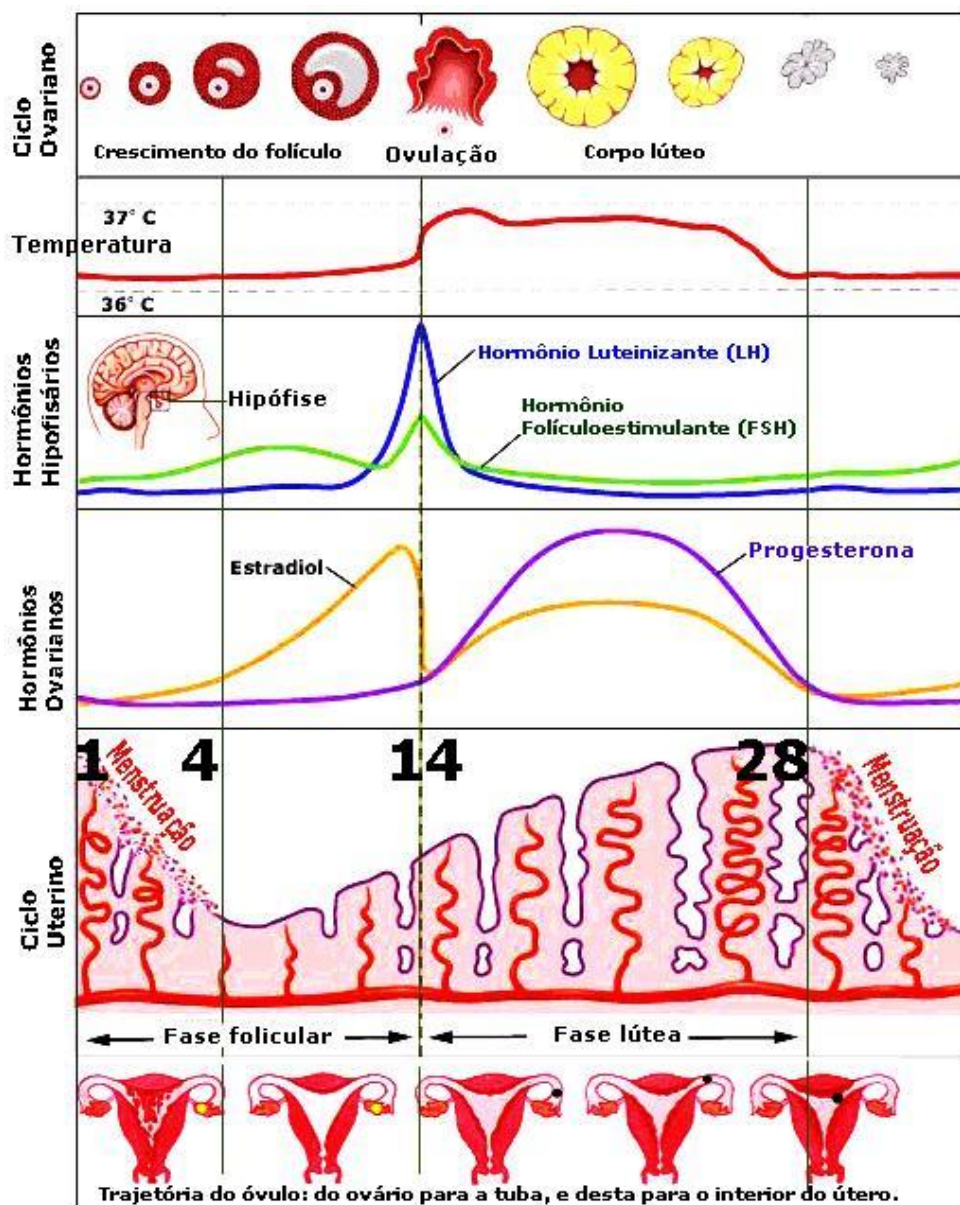 Ciclo
Ovariano
Crescimento do folículo
Ovulação
Corpo lúteo
37° C
Temperatura
36° C
Hormônios
Hipofisários
Hipófise
Hormônio Luteinizante (LH)
Hormônio
Folículoestimulante (FSH)
Hormônios
Ovarianos
Estradiol
Progesterona
Ciclo
Uterino
1
4
14
28
Menstruação
Menstruação
Fase folicular
Fase lútea
Trajetória do óvulo: do ovário para a tuba, e desta para o interior do útero.